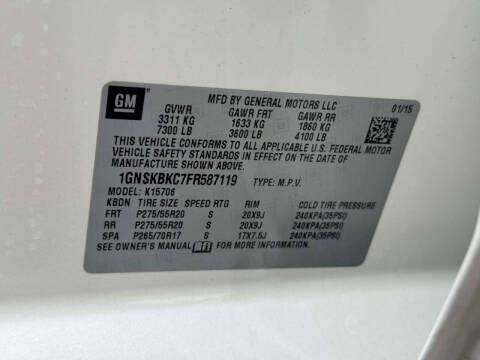 GM
MFD BY GENERAL MOTORS LLC 01/15
GVWR GAWR FRT GAWR RR
3311 KG 1633 KG 1860 KG
7300 LB 3600 LB 4100 LB
THIS VEHICLE CONFORMS TO ALL APPLICABLE U.S. FEDERAL MOTOR
VEHICLE SAFETY STANDARDS IN EFFECT ON THE DATE OF
MANUFACTURE SHOWN ABOVE.
1GNSKBKC7FR587119 TYPE: M.P.V.
MODEL: K15706
KBDN TIRE SIZE SPEED RTG RIM COLD TIRE PRESSURE
FRT P275/55R20 S 20X9J 240KPA(35PSI)
RR P275/55R20 S 20X9J 240KPA(35PSI)
SPA P265/70R17 S 17X7.5J 240KPA(35PSI)
SEE OWNER'S MANUAL FOR MORE INFORMATION.